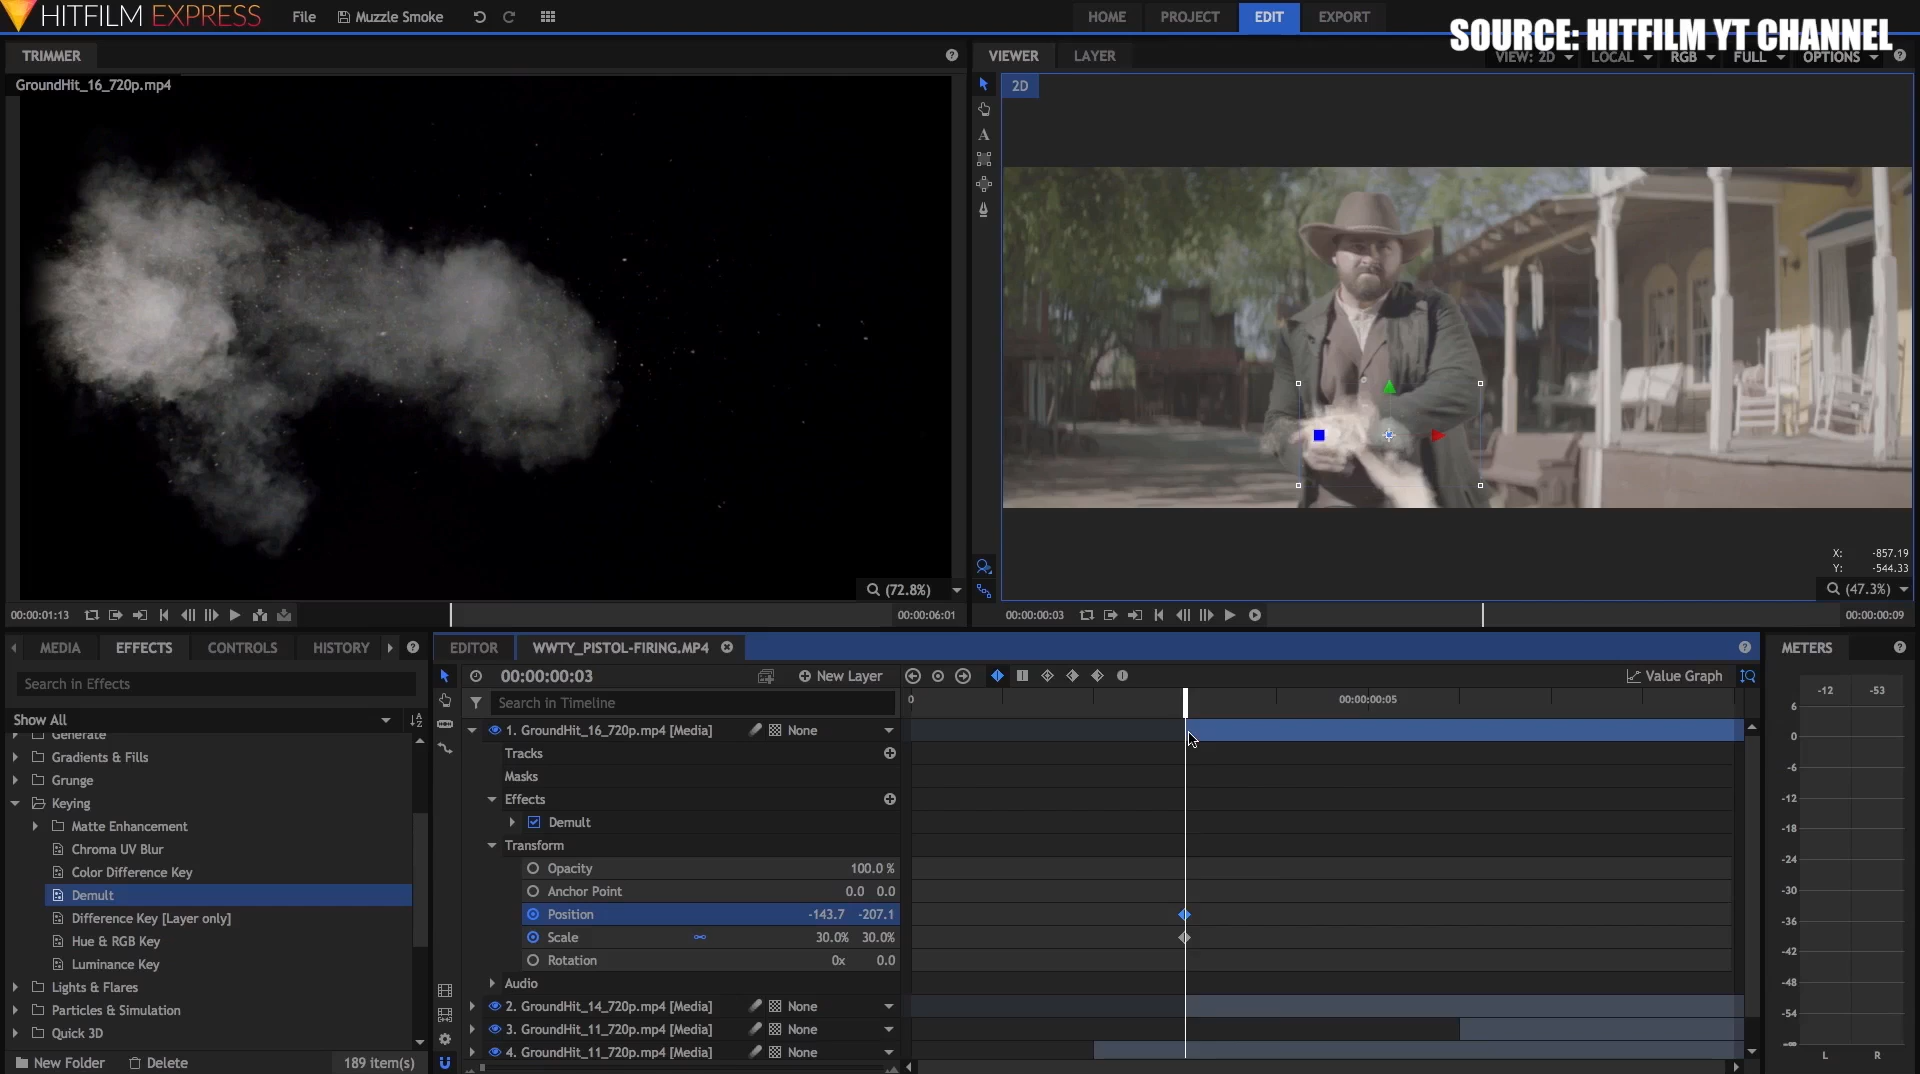 HITFILM EXPRESS
File
Muzzle Smoke
HOME
PROJECT
EDIT
EXPORT
SOURCE: HITFILM YT CHANNEL
TRIMMER
VIEWER
LAYER
VIEW: 2D
LOCAL
RGB
FULL
OPTIONS
GroundHit_16_720p.mp4
2D
A
X: -857.19
Y: -544.33
(72.8%)
(47.3%)
00:00:01:13
00:00:06:01
00:00:00:03
00:00:00:09
MEDIA
EFFECTS
CONTROLS
HISTORY
EDITOR
WWTY_PISTOL-FIRING.MP4
METERS
Search in Effects
00:00:00:03
New Layer
Value Graph
Show All
Search in Timeline
0
00:00:00:05
Generate
Gradients & Fills
Grunge
Keying
Matte Enhancement
Chroma UV Blur
Color Difference Key
Demult
Difference Key [Layer only]
Hue & RGB Key
Luminance Key
Lights & Flares
Particles & Simulation
Quick 3D
New Folder
Delete
189 item(s)
1. GroundHit_16_720p.mp4 [Media]
None
Tracks
Masks
Effects
Demult
Transform
Opacity
100.0 %
Anchor Point
0.0 0.0
Position
-143.7 -207.1
Scale
30.0% 30.0%
Rotation
0x 0.0
Audio
2. GroundHit_14_720p.mp4 [Media]
None
3. GroundHit_11_720p.mp4 [Media]
None
4. GroundHit_11_720p.mp4 [Media]
None
-12 -53
6
0
-6
-12
-18
-24
-30
-36
-42
-48
-54
-∞
L R